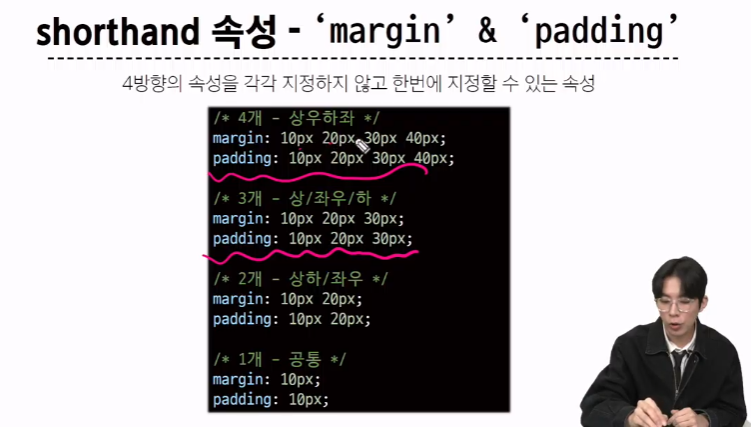 shorthand 속성 - ‘margin’ & ‘padding’
4방향의 속성을 각각 지정하지 않고 한번에 지정할 수 있는 속성
/* 4개 - 상우하좌 */
margin: 10px 20px 30px 40px;
padding: 10px 20px 30px 40px;
/* 3개 - 상/좌우/하 */
margin: 10px 20px 30px;
padding: 10px 20px 30px;
/* 2개 - 상하/좌우 */
margin: 10px 20px;
padding: 10px 20px;
/* 1개 - 공통 */
margin: 10px;
padding: 10px;